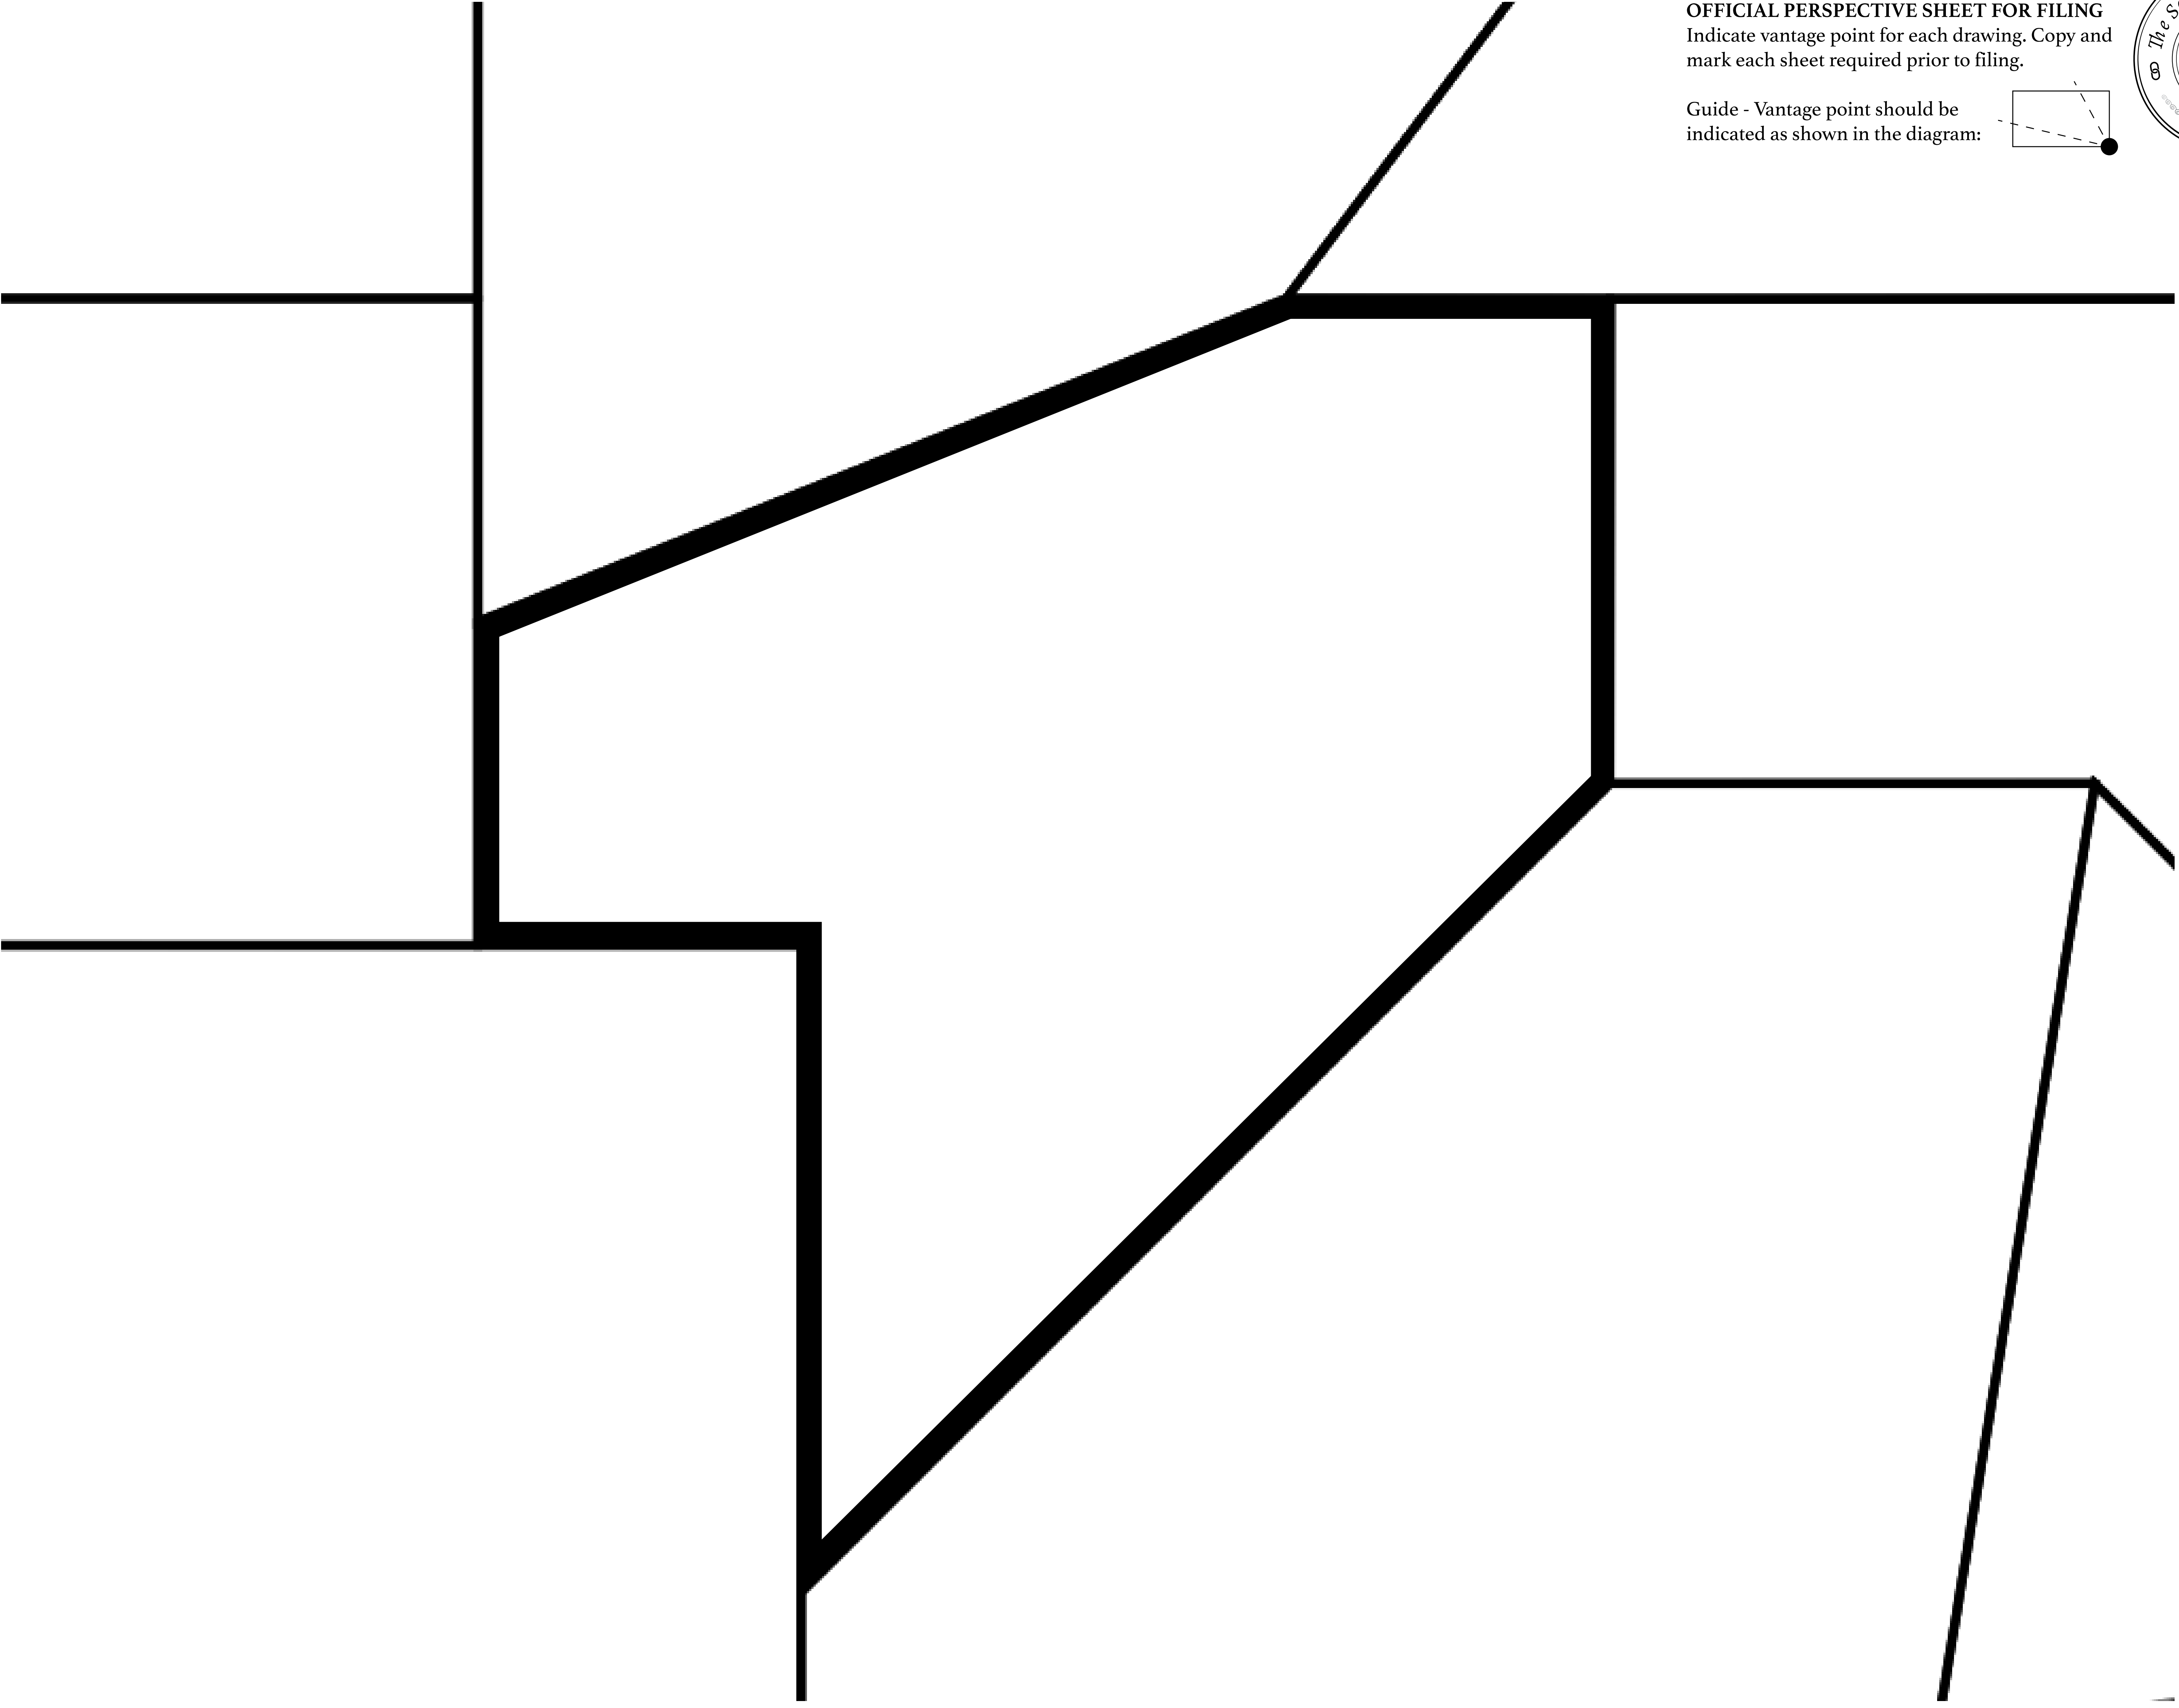 OFFICIAL PERSPECTIVE SHEET FOR FILING
Indicate vantage point for each drawing. Copy and
mark each sheet required prior to filing.
Guide - Vantage point should be
indicated as shown in the diagram:
The